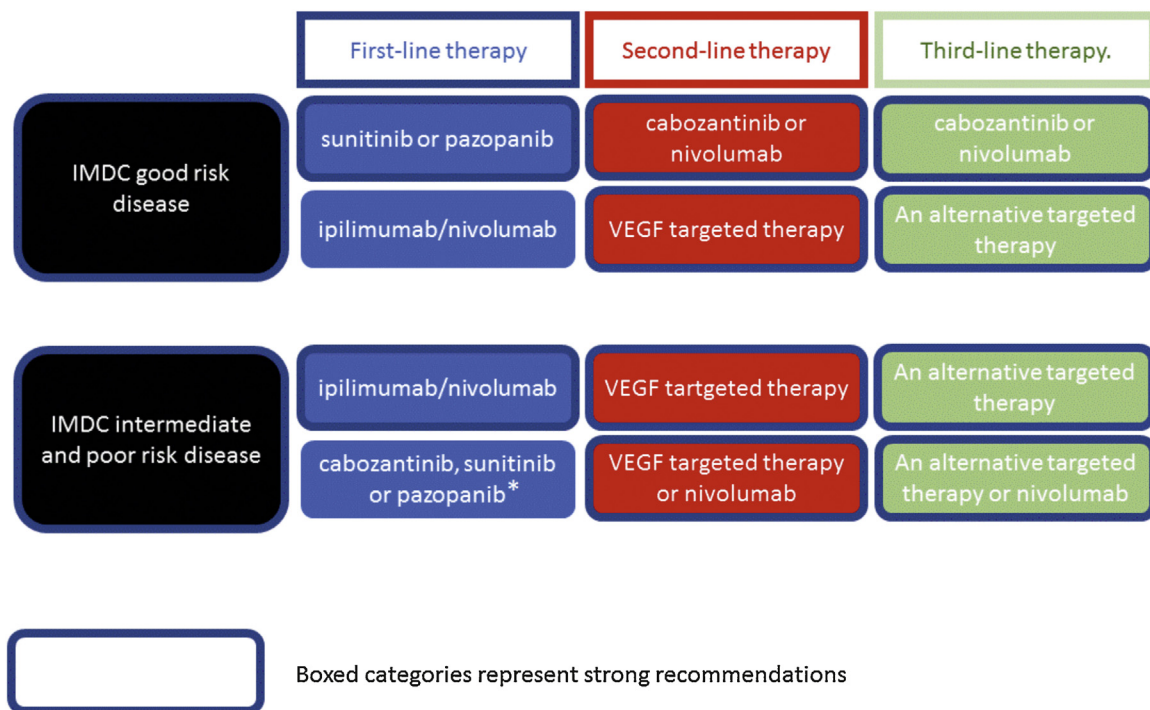 First-line therapy
Second-line therapy
Third-line therapy.
IMDC good risk
disease
sunitinib or pazopanib
cabozantinib or
nivolumab
cabozantinib or
nivolumab
ipilimumab/nivolumab
VEGF targeted therapy
An alternative targeted
therapy
IMDC intermediate
and poor risk disease
ipilimumab/nivolumab
VEGF tartgeted therapy
An alternative targeted
therapy
cabozantinib, sunitinib
or pazopanib*
VEGF targeted therapy
or nivolumab
An alternative targeted
therapy or nivolumab
Boxed categories represent strong recommendations